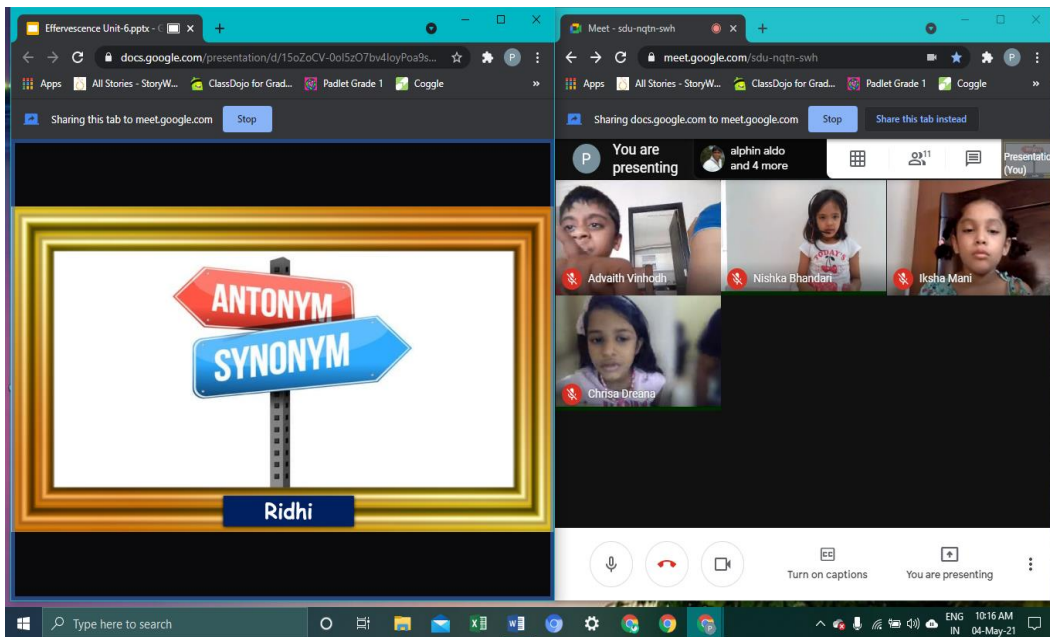 Effervescence Unit-6.pptx - G
docs.google.com/presentation/d/15oZoCV-0ol5zO7bv4IoyPoa9s...
P
Apps
All Stories - StoryW...
ClassDojo for Grad...
Padlet Grade 1
Coggle
»
Sharing this tab to meet.google.com
Stop
ANTONYM
SYNONYM
Ridhi
Meet - sdu-nqtn-swh
meet.google.com/sdu-nqtn-swh
P
Apps
All Stories - StoryW...
ClassDojo for Grad...
Padlet Grade 1
Coggle
»
Sharing docs.google.com to meet.google.com
Stop
Share this tab instead
P
You are
presenting
alphin aldo
and 4 more
11
Presentatic
(You)
TODAY'S
Advaith Vinhodh
Nishka Bhandari
Iksha Mani
Chrisa Dreana
CC
Turn on captions
You are presenting
Type here to search
ENG
IN
10:16 AM
04-May-21